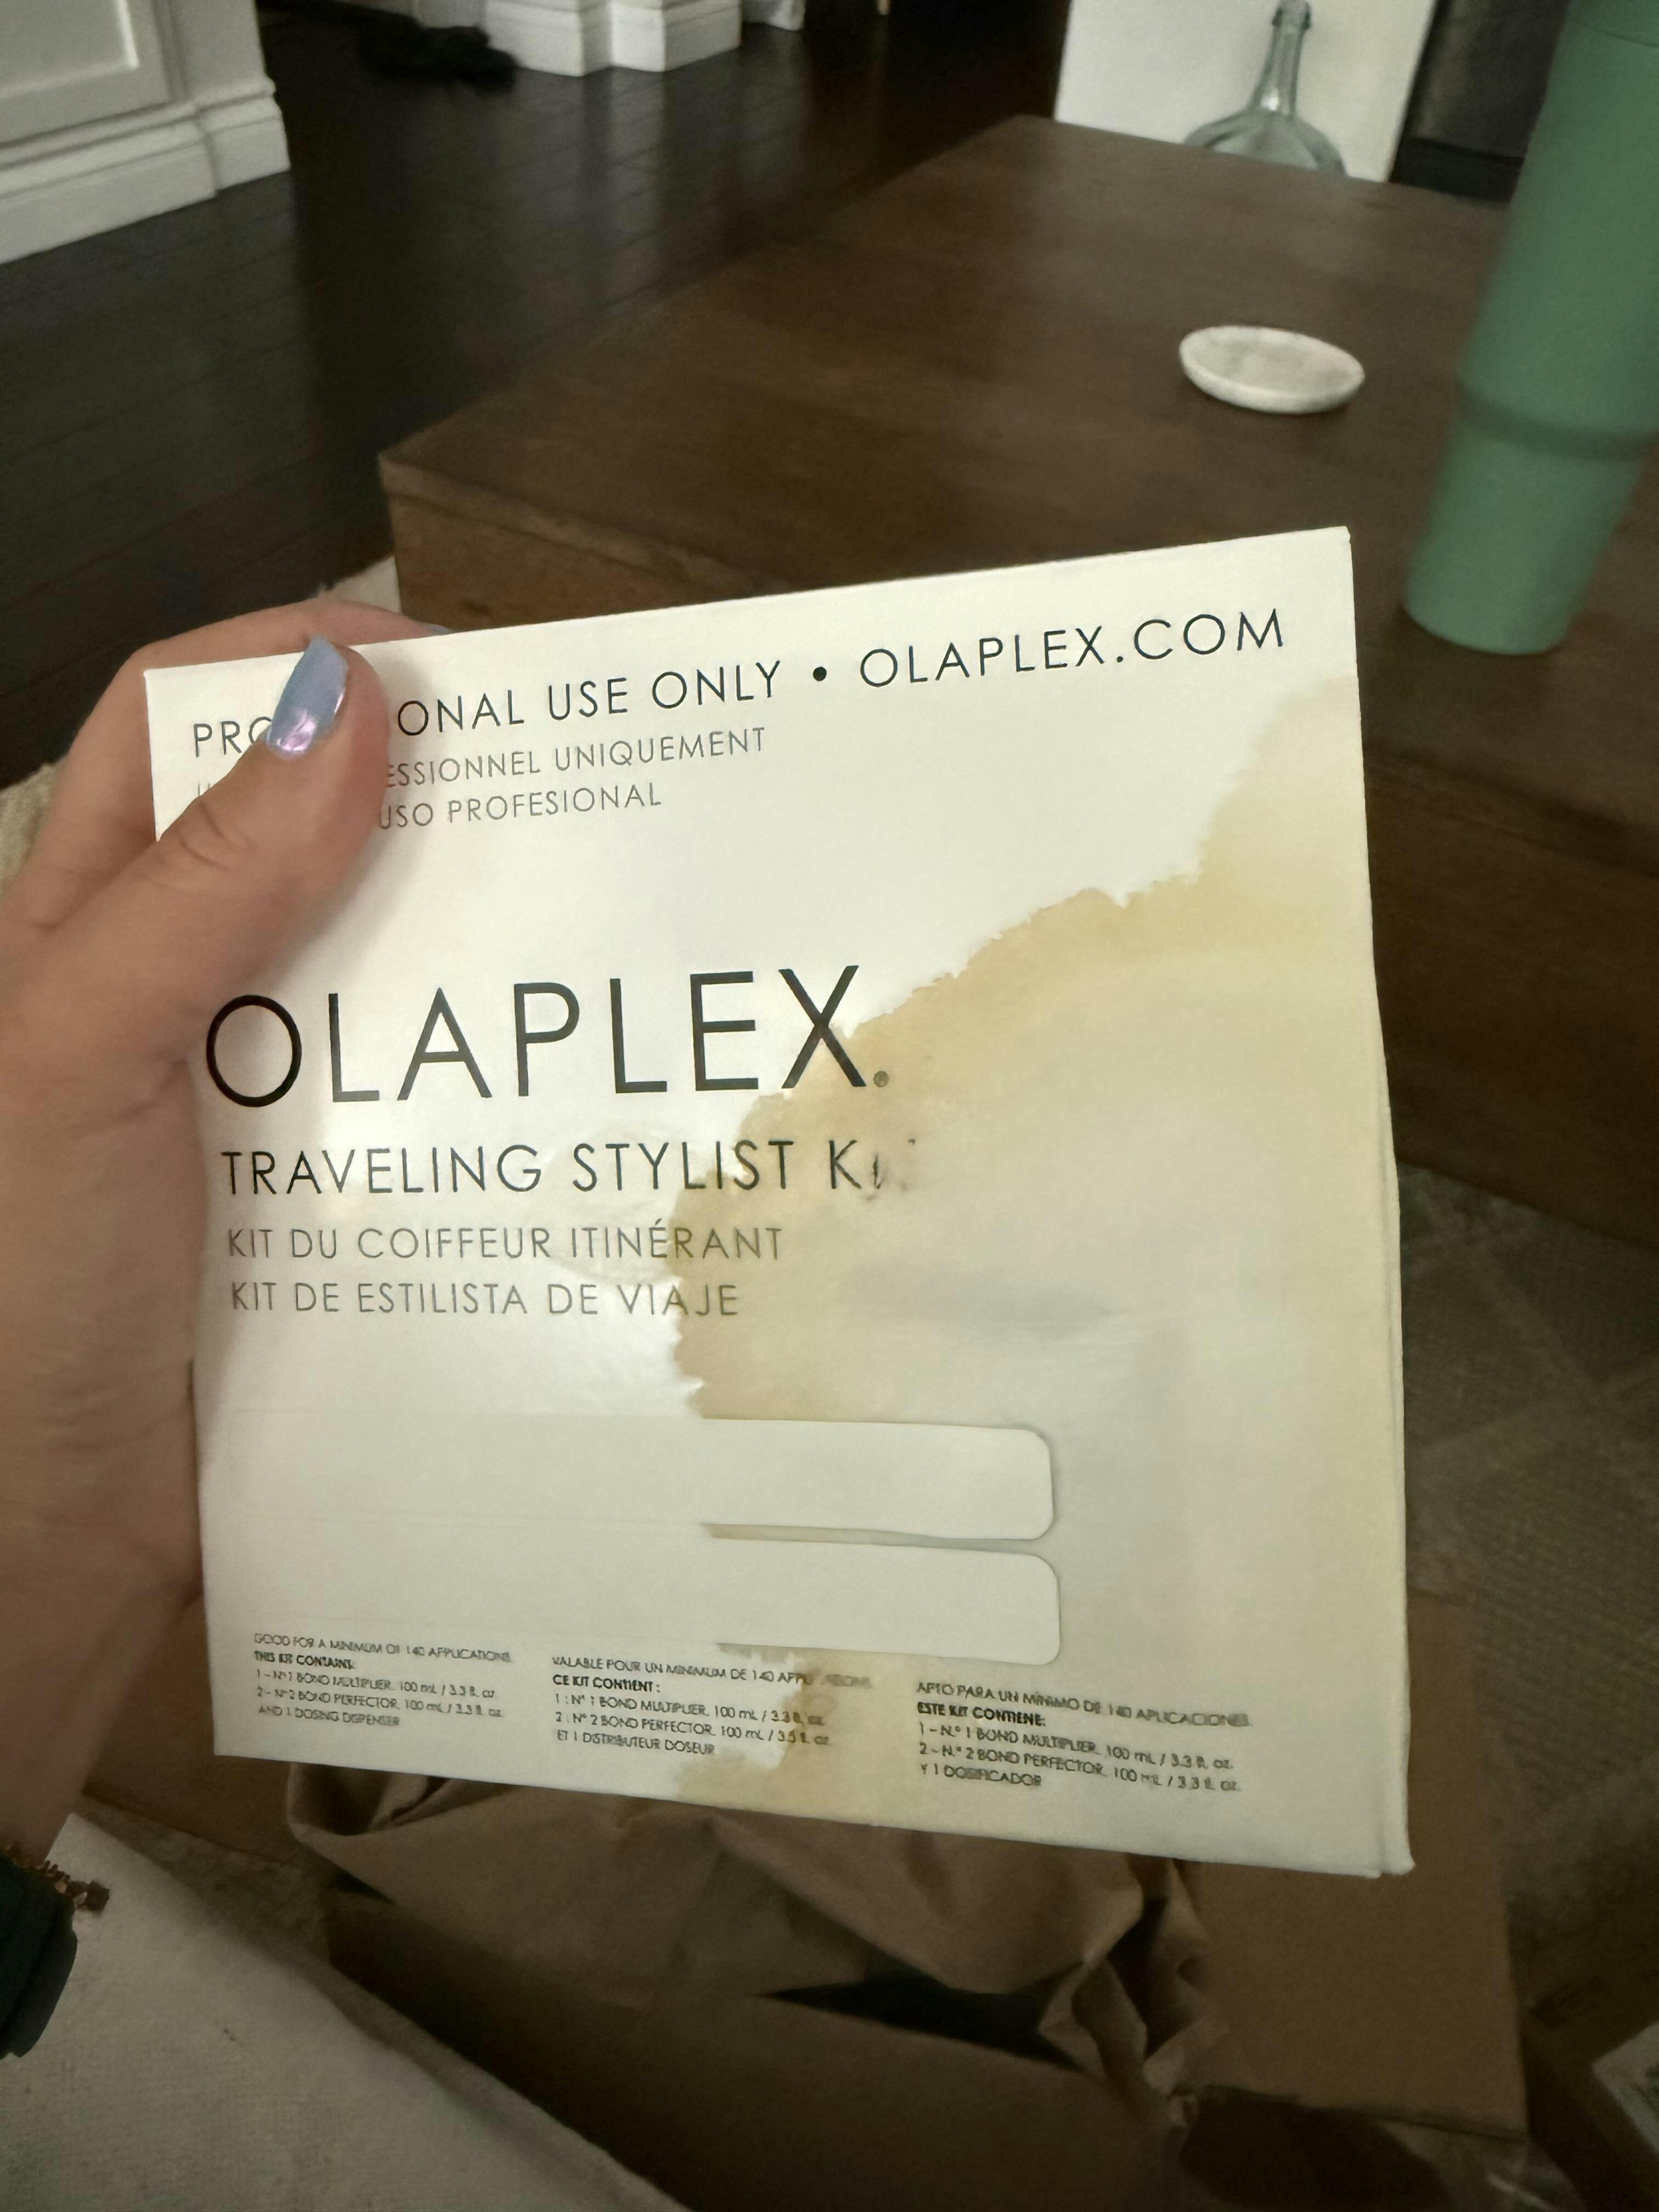 ONAL USE ONLY • OLAPLEX.COM
ESSIONNEL UNIQUEMENT
USO PROFESIONAL
OLAPLEX®
TRAVELING STYLIST
KIT DU COIFFEUR ITINÉRANT
KIT DE ESTILISTA DE VIAJE
GOOD FOR A MINIMUM OF 140 APPLICATIONS
THIS KIT CONTAINS:
1 - Nº1 BOND MULTIPLIER, 100 mL / 3.3 fl. oz.
2 - Nº2 BOND PERFECTOR, 100 mL / 3.3 fl. oz.
AND 1 DOSING DISPENSER
VALABLE POUR UN MINIMUM DE 140 APPLICATIONS
CE KIT CONTIENT :
1 : Nº 1 BOND MULTIPLIER, 100 mL / 3.3 fl. oz.
2 : Nº 2 BOND PERFECTOR, 100 mL / 3.3 fl. oz.
ET 1 DISTRIBUTEUR DOSEUR
APTO PARA UN MÍNIMO DE 140 APLICACIONES.
ESTE KIT CONTIENE:
1 - N.º 1 BOND MULTIPLIER, 100 mL / 3.3 fl. oz.
2 - N.º 2 BOND PERFECTOR, 100 mL / 3.3 fl. oz.
Y 1 DOSIFICADOR